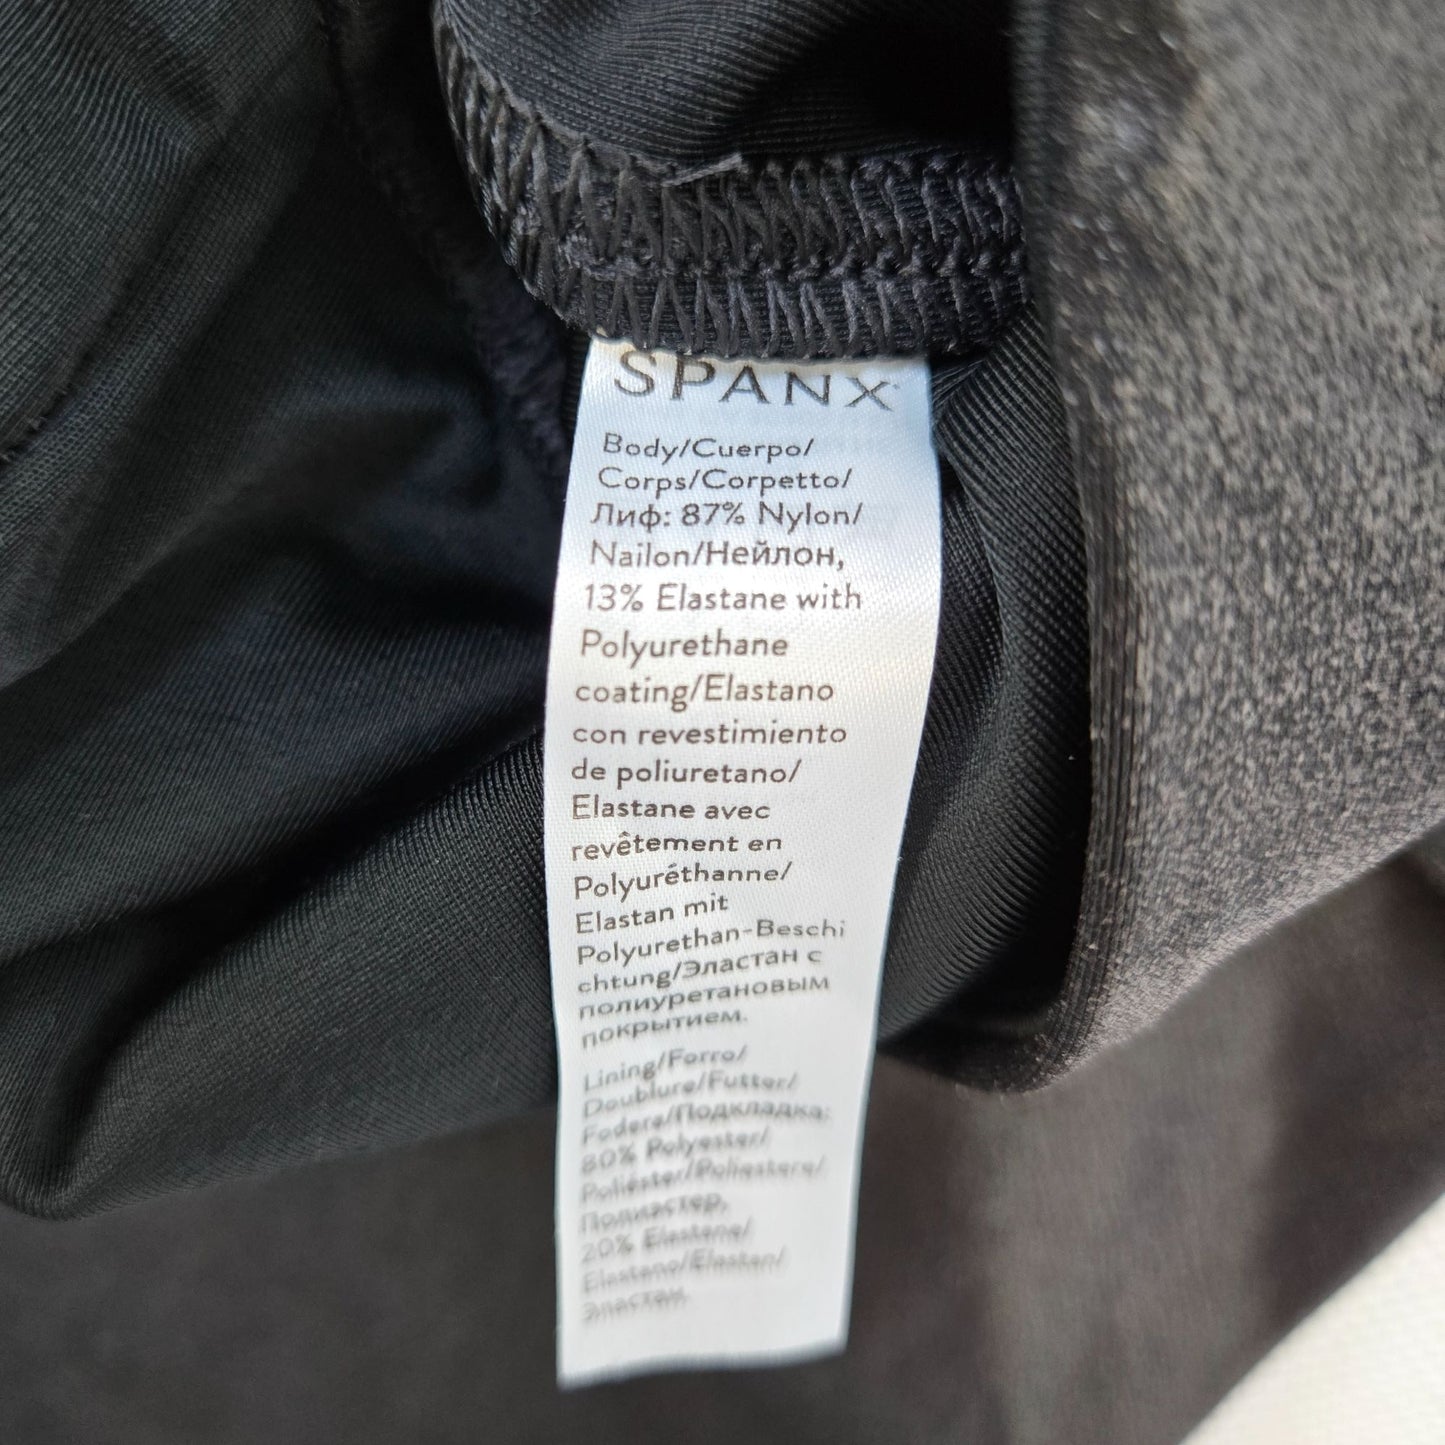 SPANX
Body/Cuerpo/
Corps/Corpetto/
Лиф: 87% Nylon/
Nailon/Нейлон,
13% Elastane with
Polyurethane
coating/Elastano
con revestimiento
de poliuretano/
Elastane avec
revêtement en
Polyuréthanne/
Elastan mit
Polyurethan-Beschi
chtung/Эластан с
полиуретановым
покрытием.
Lining/Forro/
Doublure/Futter/
Fodera/Подкладка:
80% Polyester/
Poliéster/Poliestere/
Полиэстер,
20% Elastane/
Elastano/Elastan/
Эластан.